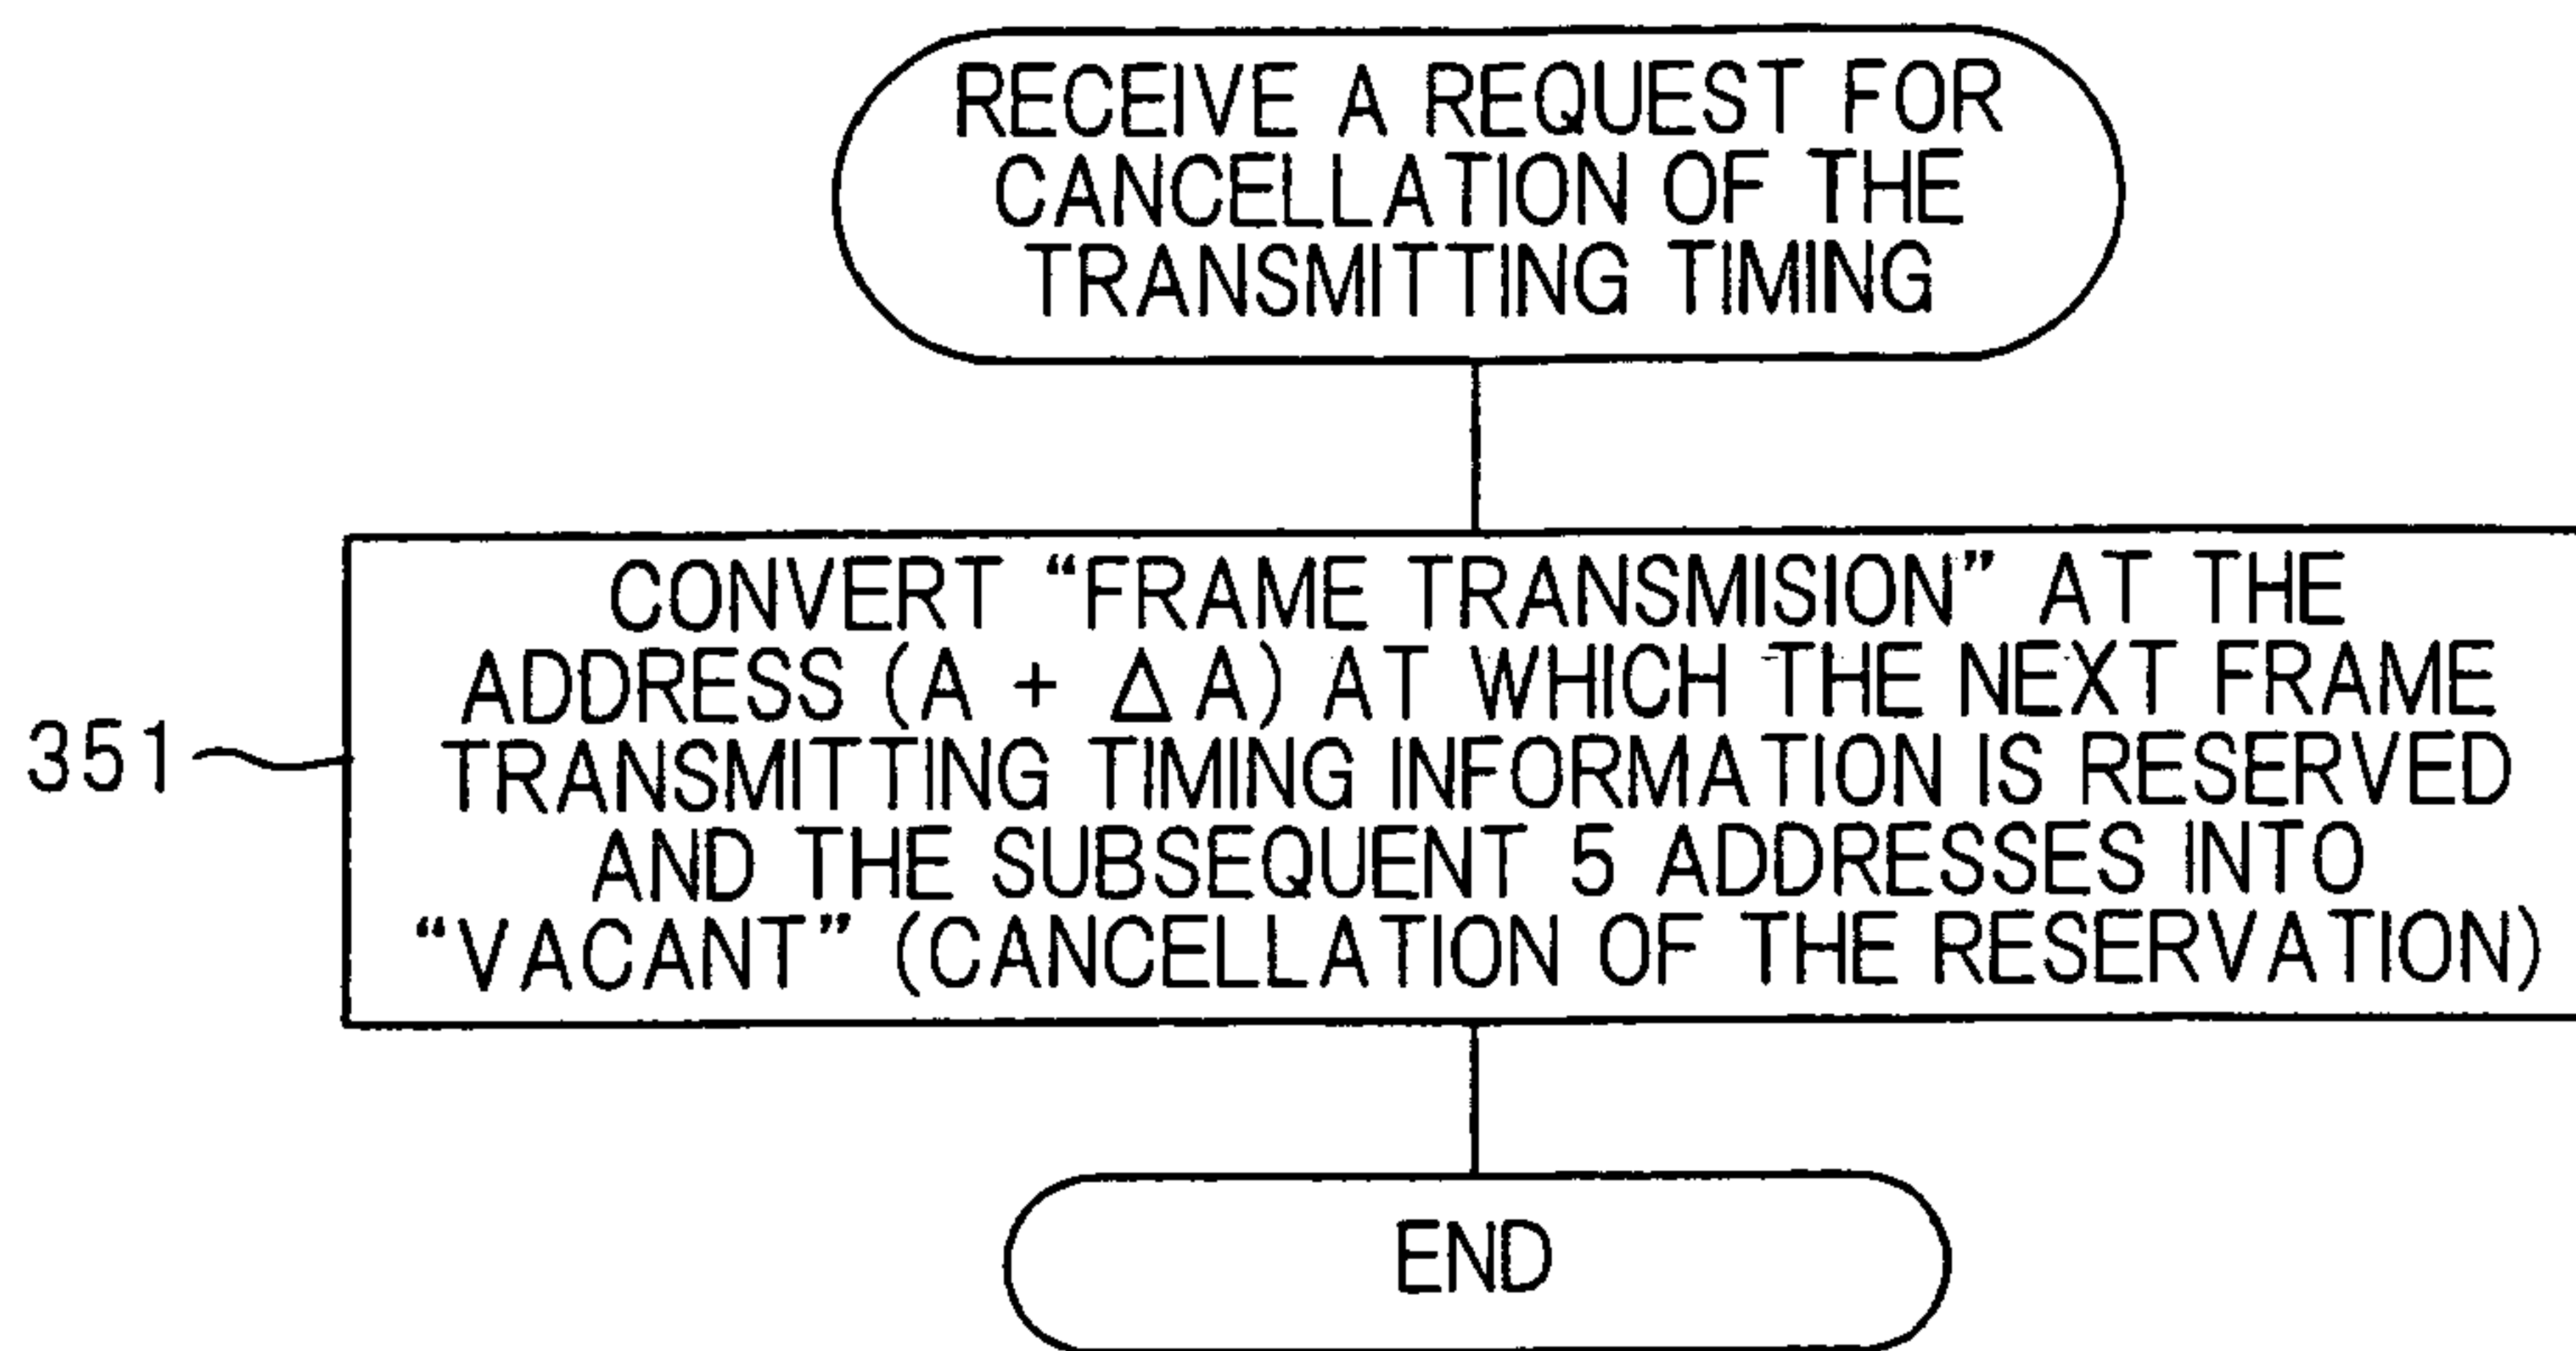 RECEIVE A REQUEST FOR
CANCELLATION OF THE
TRANSMITTING TIMING
CONVERT “FRAME TRANSMISION” AT THE
ADDRESS (A + Δ A) AT WHICH THE NEXT FRAME
TRANSMITTING TIMING INFORMATION IS RESERVED
AND THE SUBSEQUENT 5 ADDRESSES INTO
“VACANT” (CANCELLATION OF THE RESERVATION)
351
END